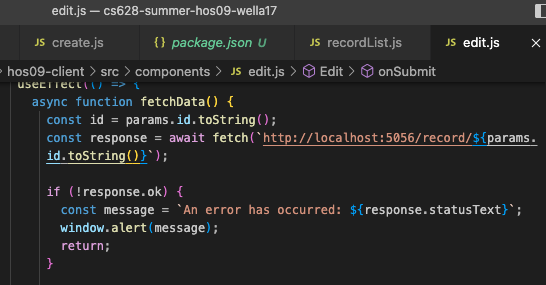 edit.js — cs628-summer-hos09-wella17
JS create.js {} package.json U JS recordList.js JS edit.js ×
hos09-client > src > components > JS edit.js > Edit > onSubmit
useEffect(() => {
async function fetchData() {
const id = params.id.toString();
const response = await fetch(`http://localhost:5056/record/${params.
id.toString()}`);
if (!response.ok) {
const message = `An error has occurred: ${response.statusText}`;
window.alert(message);
return;
}